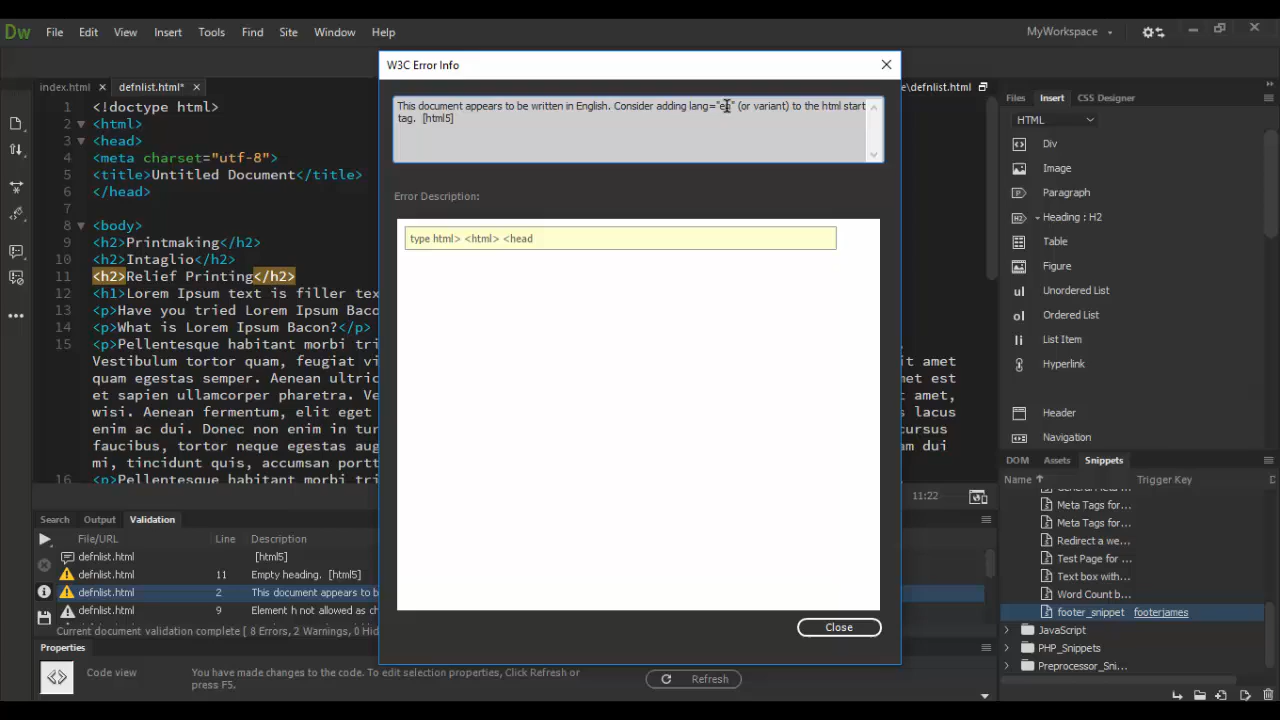 Dw File Edit View Insert Tools Find Site Window Help MyWorkspace
W3C Error Info
index.html defnlist.html*
e\defnlist.html
This document appears to be written in English. Consider adding lang="en" (or variant) to the html start
tag. [html5]
Error Description:
type html> <html> <head
Close
1 <!doctype html>
2 <html>
3 <head>
4 <meta charset="utf-8">
5 <title>Untitled Document</title>
6 </head>
7
8 <body>
9 <h2>Printmaking</h2>
10 <h2>Intaglio</h2>
11 <h2>Relief Printing</h2>
12 <h1>Lorem Ipsum text is filler tex
13 <p>Have you tried Lorem Ipsum Bacon
14 <p>What is Lorem Ipsum Bacon?</p>
15 <p>Pellentesque habitant morbi tri
Vestibulum tortor quam, feugiat vi
t amet
quam egestas semper. Aenean ultric
est
et sapien ullamcorper pharetra. Ve
amet,
wisi. Aenean fermentum, elit eget
lacus
enim ac dui. Donec non enim in tur
cursus
faucibus, tortor neque egestas aug
dui
mi, tincidunt quis, accumsan portt
16 <p>Pellentesque habitant morbi tri
11:22
Search Output Validation
File/URL Line Description
defnlist.html [html5]
defnlist.html 11 Empty heading. [html5]
defnlist.html 2 This document appears to b
defnlist.html 9 Element h not allowed as ch
Current document validation complete [ 8 Errors, 2 Warnings, 0 Hid
Properties
Code view
You have made changes to the code. To edit selection properties, Click Refresh or
press F5.
Refresh
Files Insert CSS Designer
HTML
Div
Image
Paragraph
Heading : H2
Table
Figure
ul Unordered List
ol Ordered List
li List Item
Hyperlink
Header
Navigation
DOM Assets Snippets
Name Trigger Key
Meta Tags for...
Meta Tags for...
Redirect a we...
Test Page for ...
Text box with...
Word Count b...
footer_snippet footerjames
JavaScript
PHP_Snippets
Preprocessor_Sni...